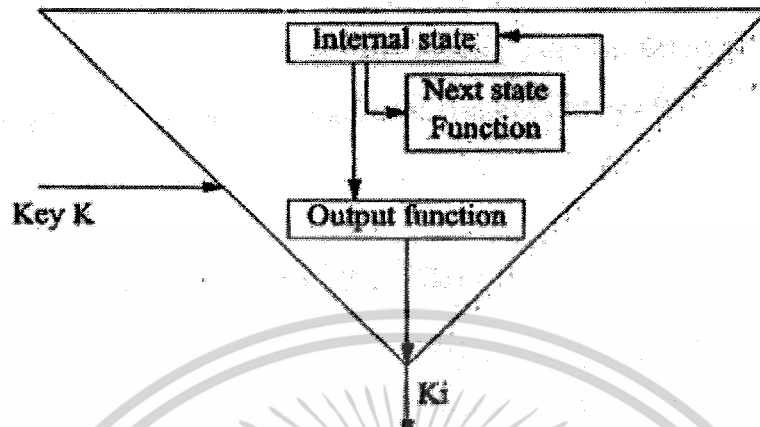 Internal state
Next state
Function
Key K
Output function
Ki